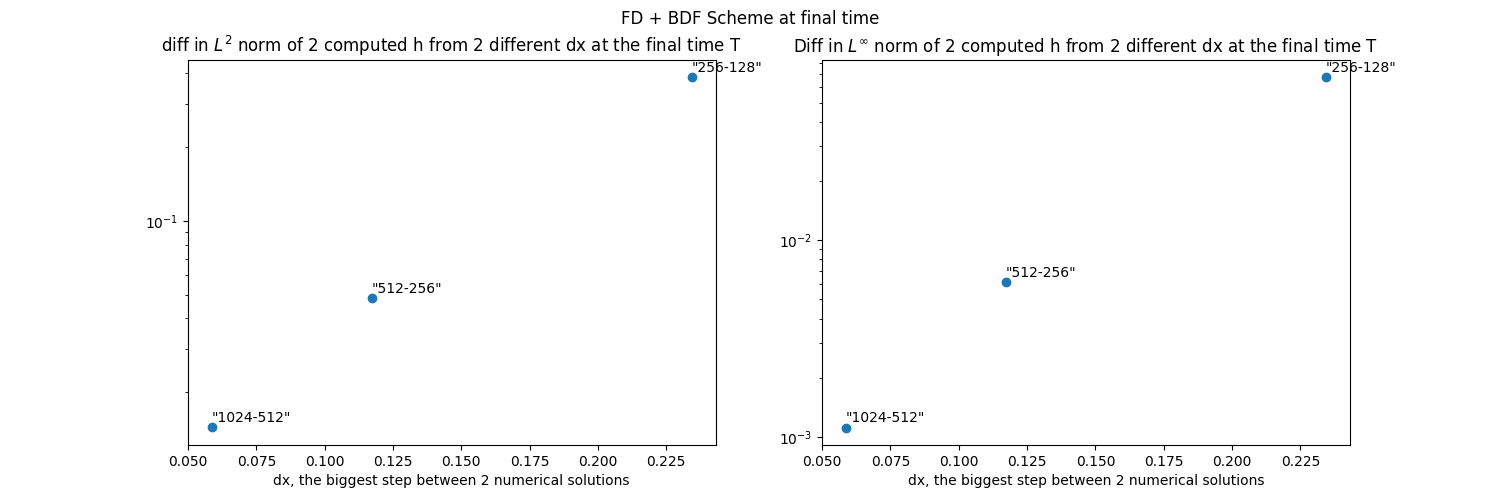 FD + BDF Scheme at final time
diff in $L^2$ norm of 2 computed h from 2 different dx at the final time T
"256-128"
10⁻¹
"512-256"
"1024-512"
0.050 0.075 0.100 0.125 0.150 0.175 0.200 0.225
dx, the biggest step between 2 numerical solutions
Diff in $L^\infty$ norm of 2 computed h from 2 different dx at the final time T
"256-128"
10⁻²
"512-256"
"1024-512"
10⁻³
0.050 0.075 0.100 0.125 0.150 0.175 0.200 0.225
dx, the biggest step between 2 numerical solutions